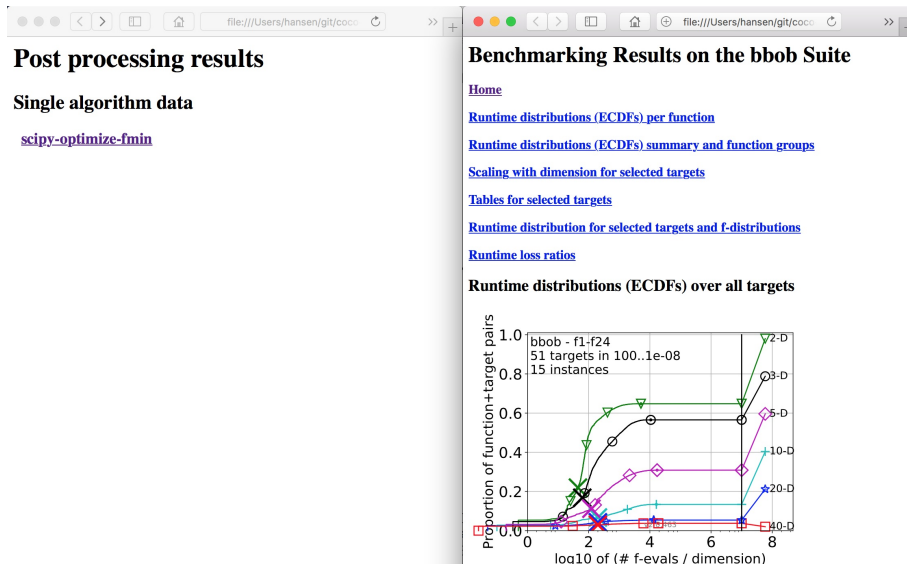 file:///Users/hansen/git/coco
Post processing results
Single algorithm data
scipy-optimize-fmin
file:///Users/hansen/git/coco
Benchmarking Results on the bbob Suite
Home
Runtime distributions (ECDFs) per function
Runtime distributions (ECDFs) summary and function groups
Scaling with dimension for selected targets
Tables for selected targets
Runtime distribution for selected targets and f-distributions
Runtime loss ratios
Runtime distributions (ECDFs) over all targets
bbob - f1-f24
51 targets in 100..1e-08
15 instances
Proportion of function+target pairs
1.0
0.8
0.6
0.4
0.2
0.0
2-D
3-D
5-D
10-D
20-D
40-D
0 2 4 6 8
log10 of (# f-evals / dimension)